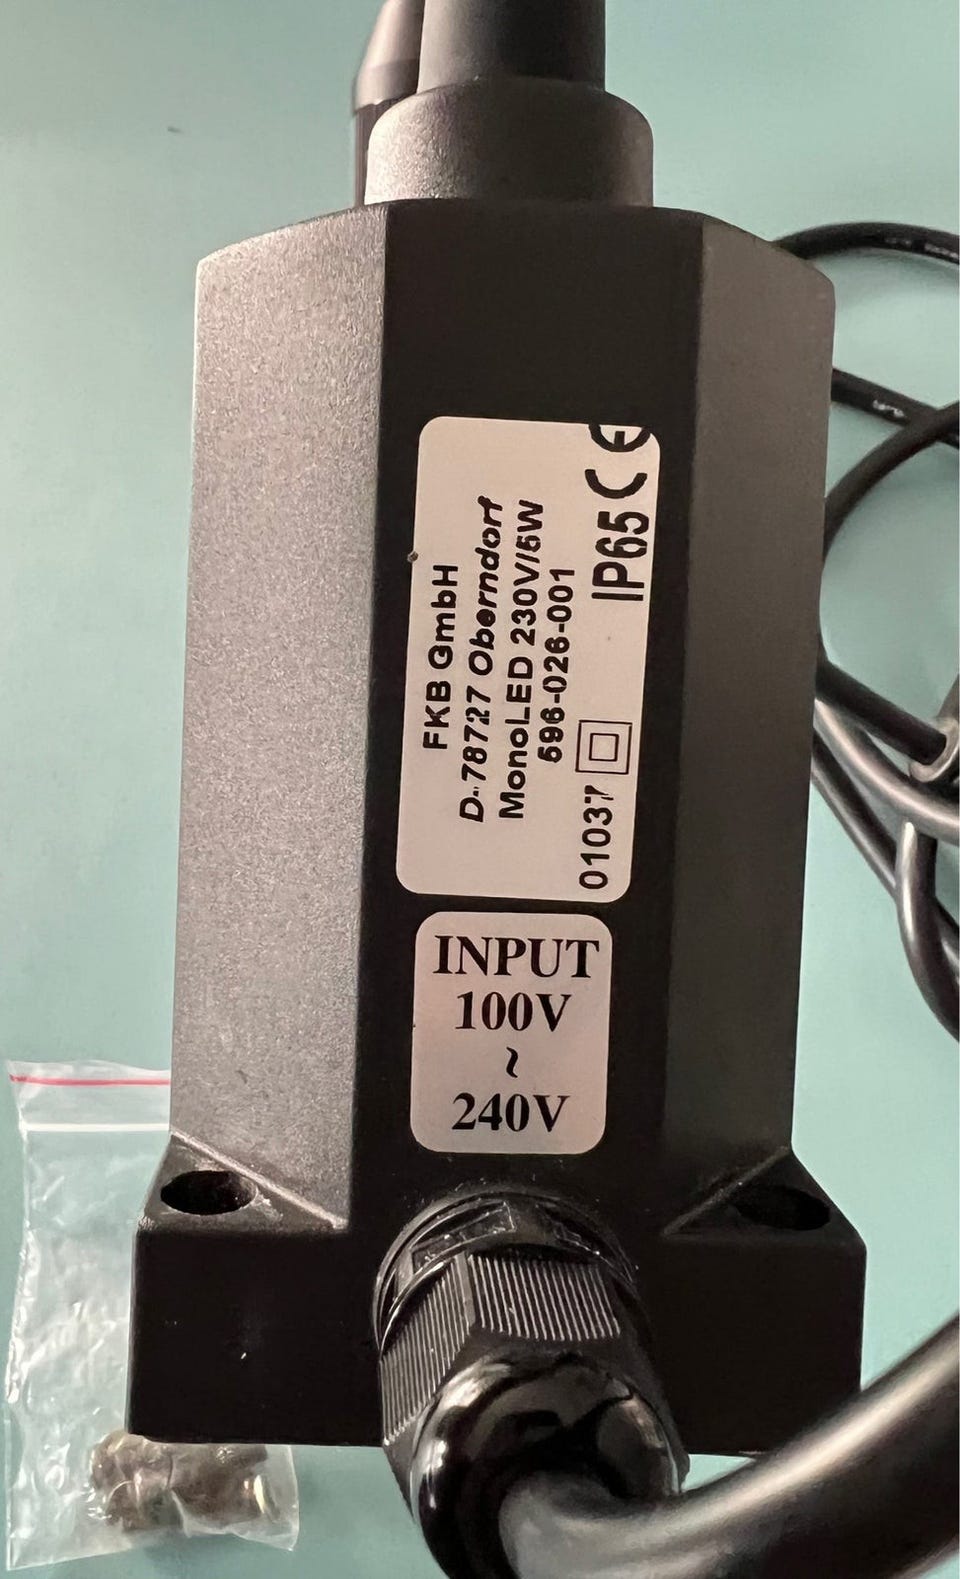 FKB GmbH
D-78727 Oberndorf
MonoLED 230V/5W
596-026-001
01037 IP65 CE
INPUT
100V
~
240V